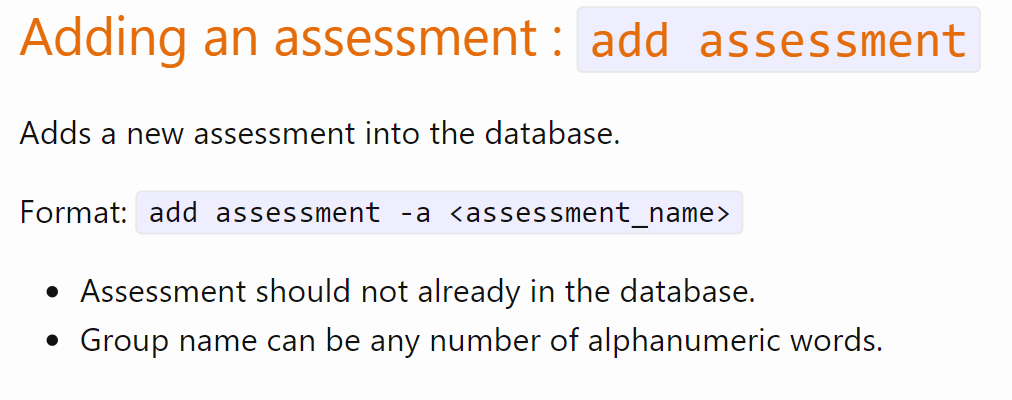 Adding an assessment : add assessment
Adds a new assessment into the database.
Format: add assessment -a <assessment_name>
• Assessment should not already in the database.
• Group name can be any number of alphanumeric words.